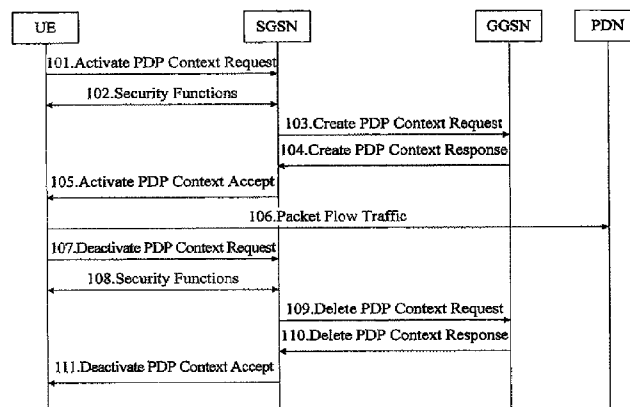 UE
SGSN
GGSN
PDN
101.Activate PDP Context Request
102.Security Functions
103.Create PDP Context Request
104.Create PDP Context Response
105.Activate PDP Context Accept
106.Packet Flow Traffic
107.Deactivate PDP Context Request
108.Security Functions
109.Delete PDP Context Request
110.Delete PDP Context Response
111.Deactivate PDP Context Accept